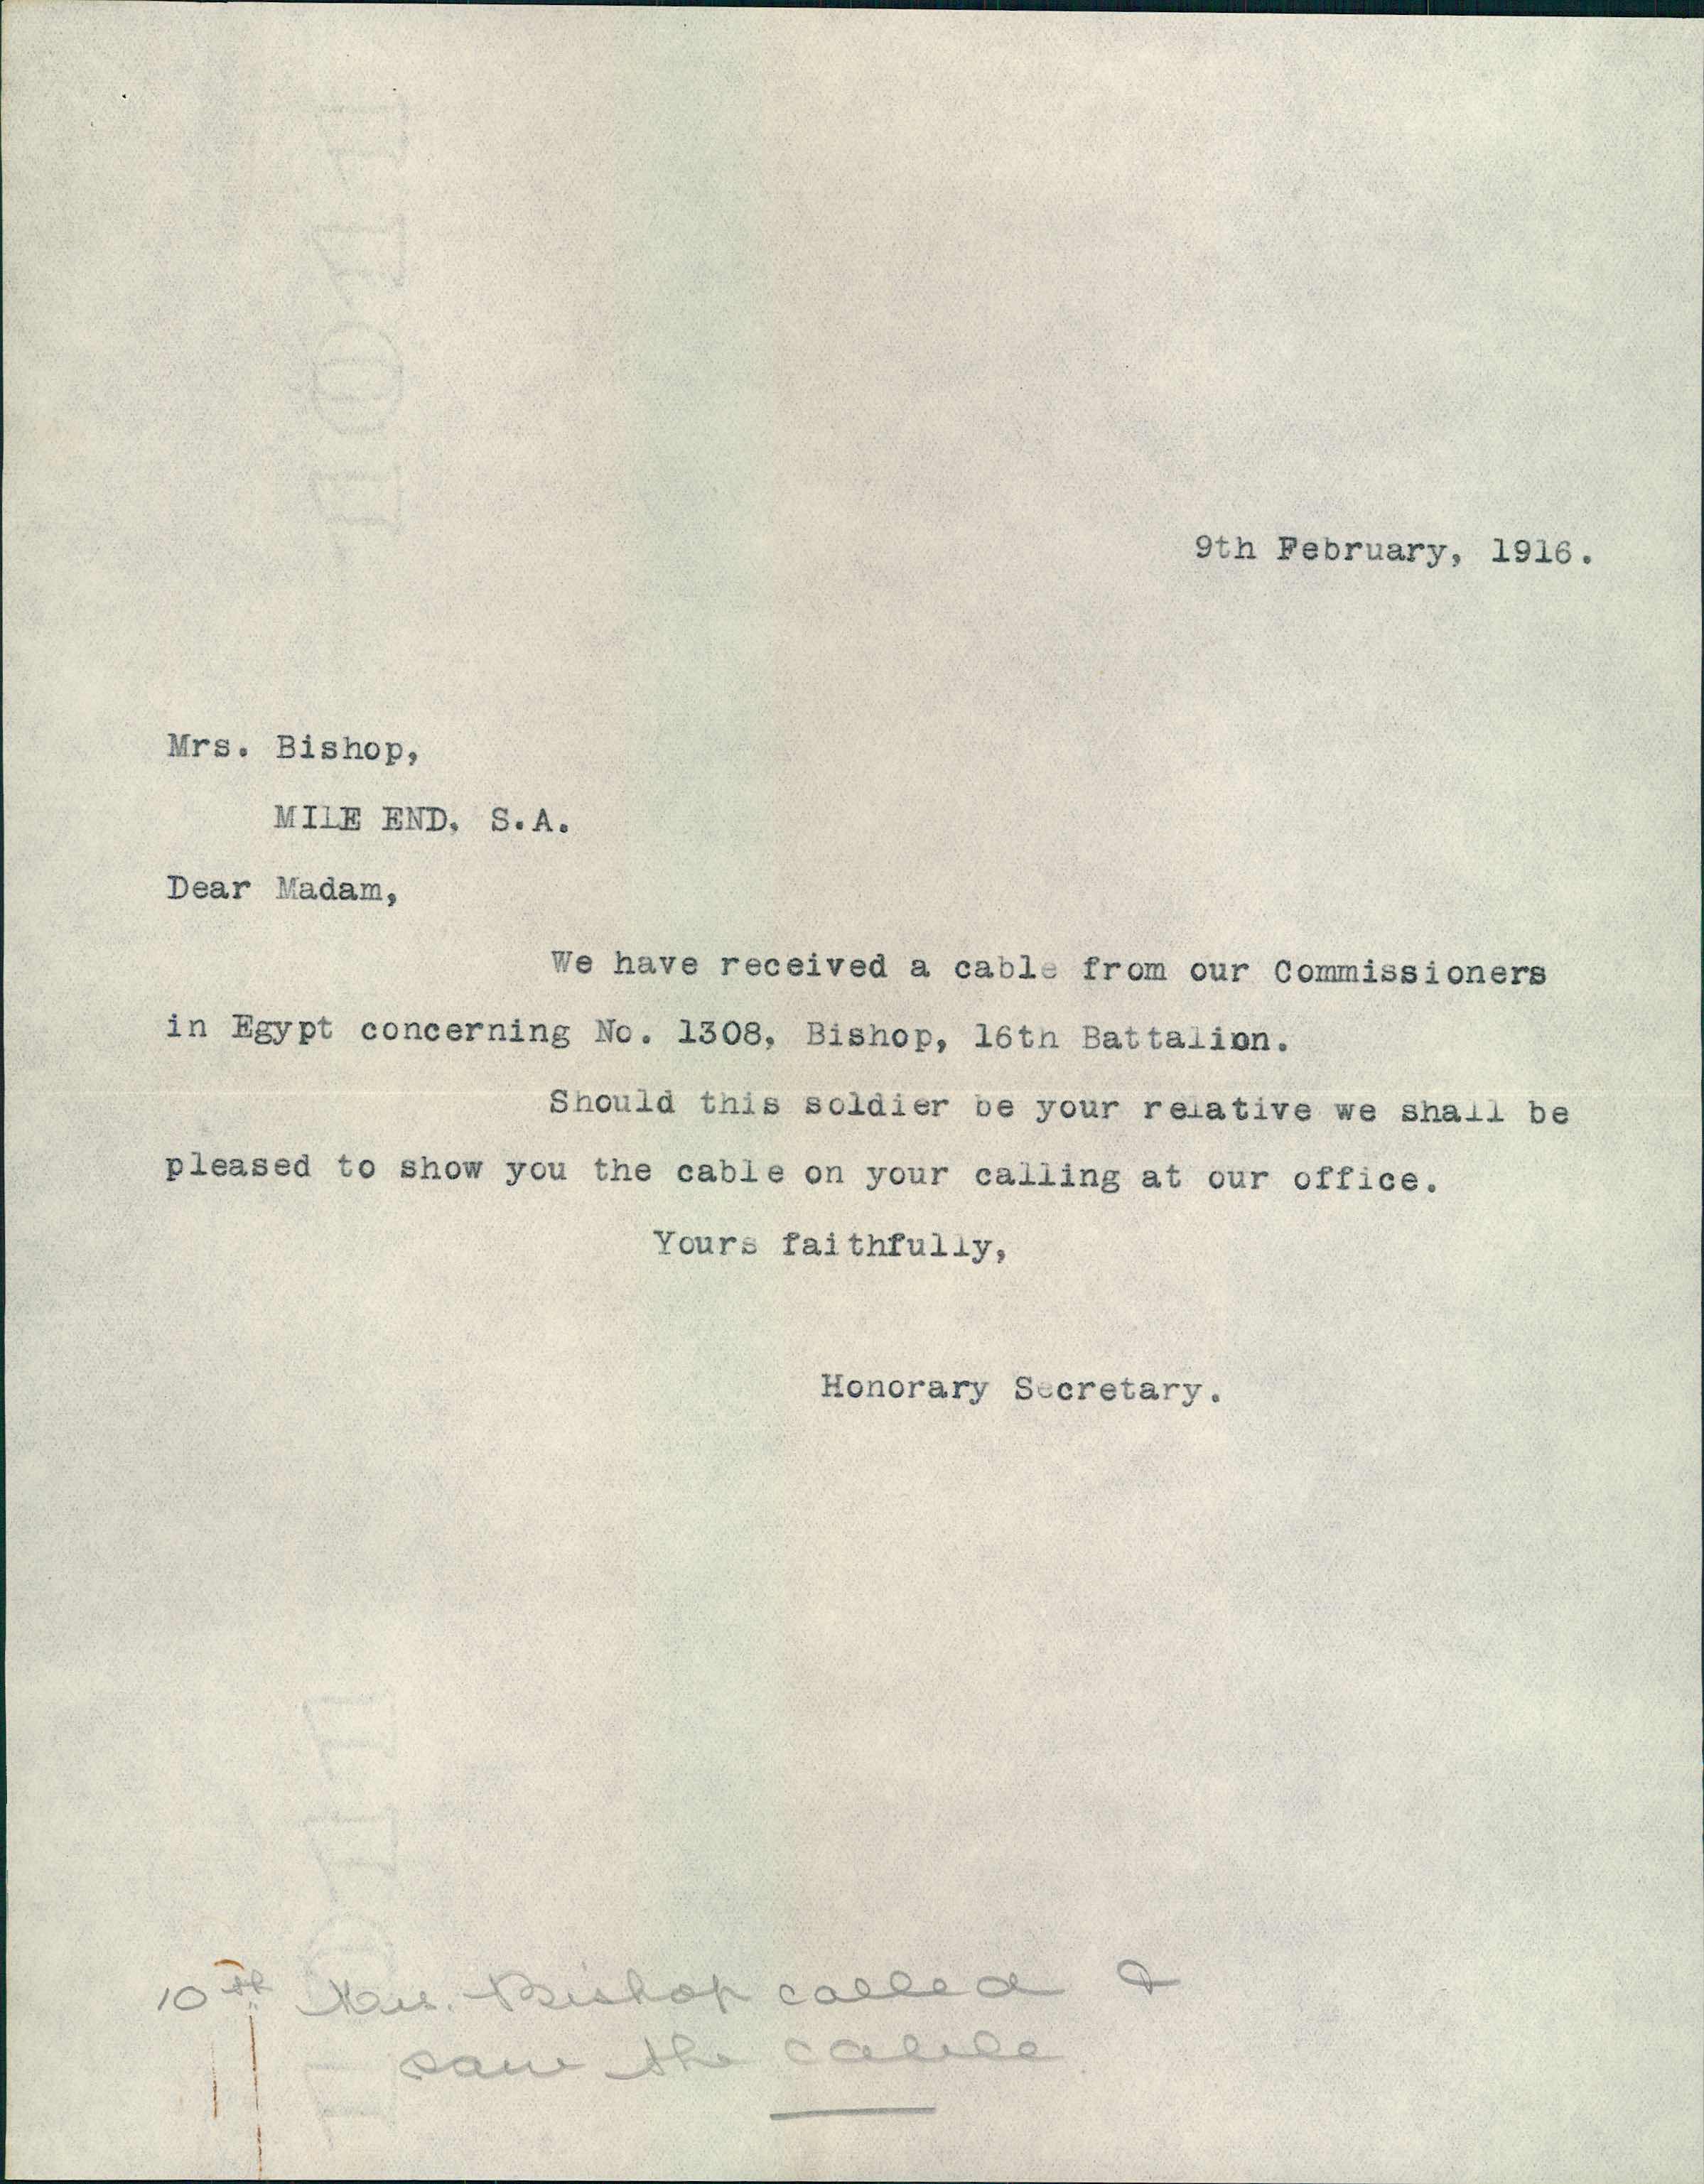 9th February, 1916.
Mrs. Bishop,
MILE END, S.A.
Dear Madam,
We have received a cable from our Commissioners
in Egypt concerning No. 1308, Bishop, 16th Battalion.
Should this soldier be your relative we shall be
pleased to show you the cable on your calling at our office.
Yours faithfully,
Honorary Secretary.
10th Mrs. Bishop called &
saw the cable